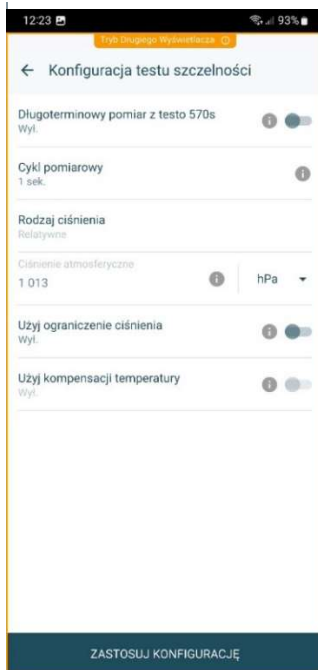 12:23 93%
Tryb Drugiego Wyświetlacza
Konfiguracja testu szczelności
Długoterminowy pomiar z testo 570s
Wył.
Cykl pomiarowy
1 sek.
Rodzaj ciśnienia
Relatywne
Ciśnienie atmosferyczne
1 013 hPa
Użyj ograniczenie ciśnienia
Wył.
Użyj kompensacji temperatury
Wył.
ZASTOSUJ KONFIGURACJĘ